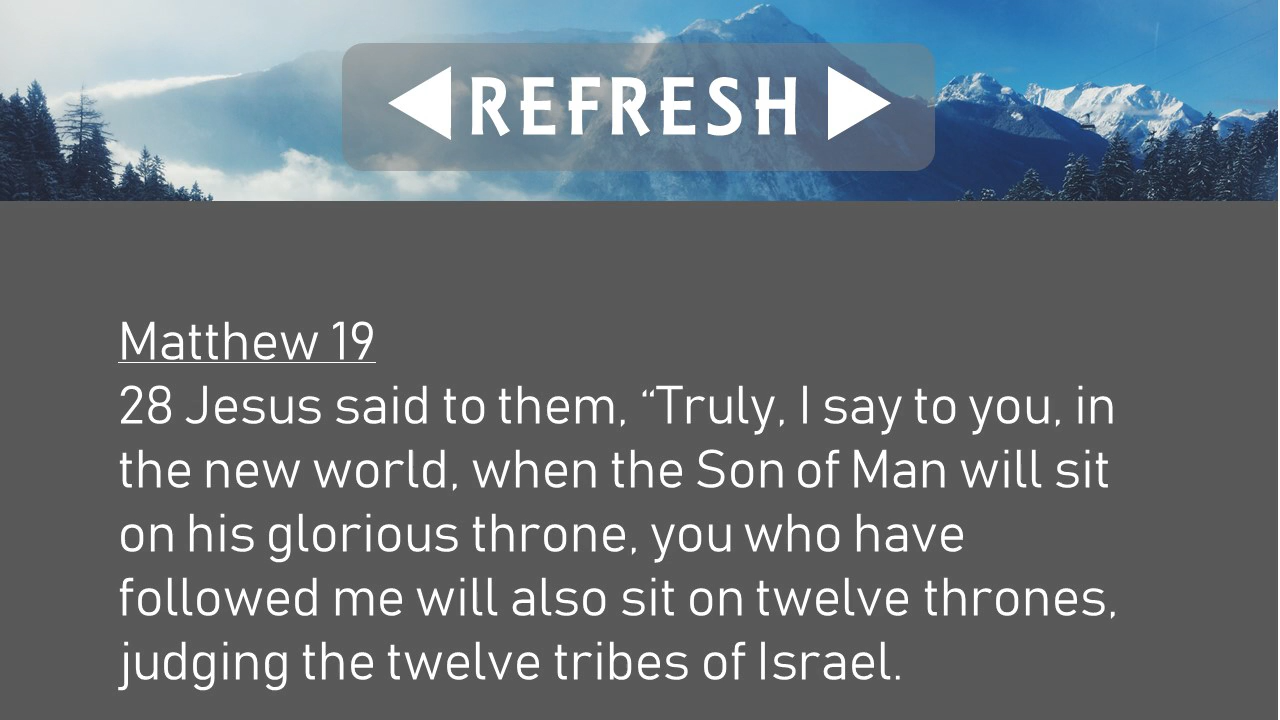 REFRESH
Matthew 19
28 Jesus said to them, “Truly, I say to you, in
the new world, when the Son of Man will sit
on his glorious throne, you who have
followed me will also sit on twelve thrones,
judging the twelve tribes of Israel.